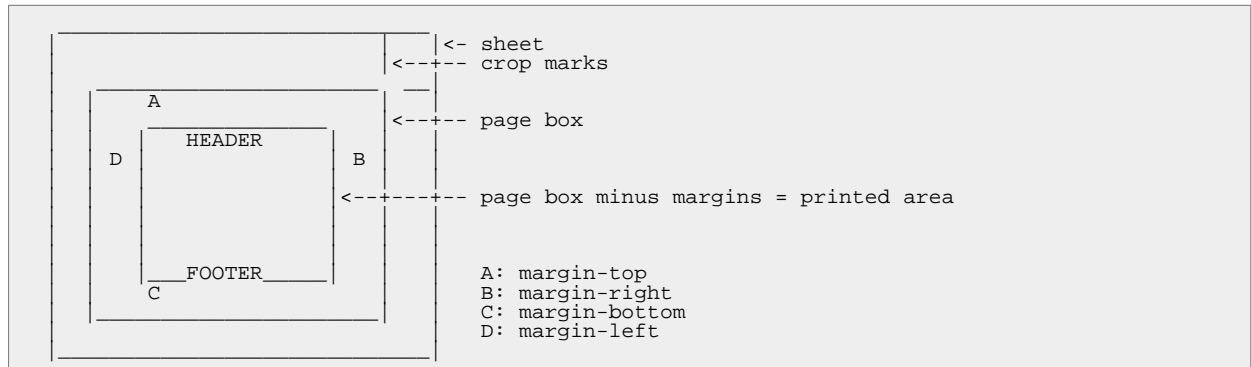 <- sheet
<--+-- crop marks
A
<--+-- page box
HEADER
D B
<--+---+-- page box minus margins = printed area
___FOOTER______ A: margin-top
C B: margin-right
C: margin-bottom
D: margin-left